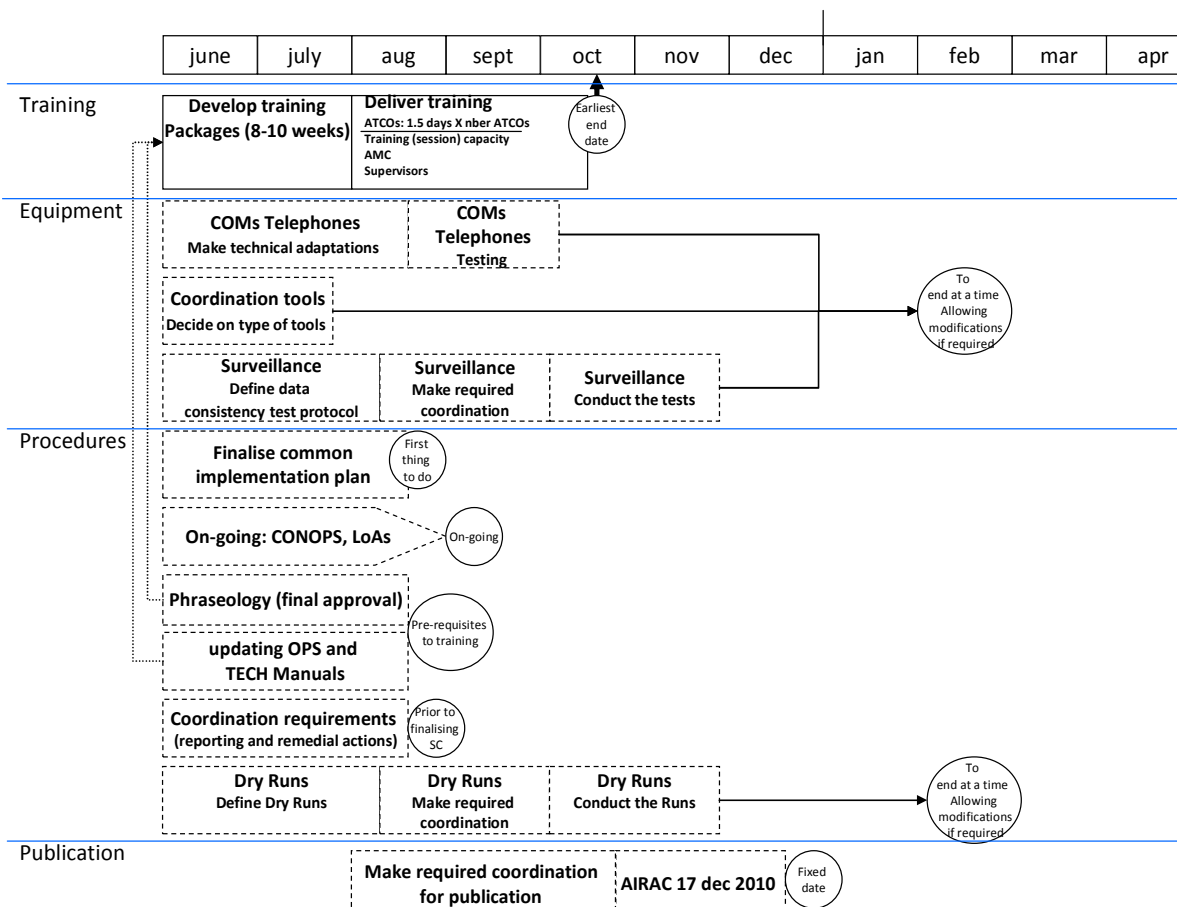 june july aug sept oct nov dec jan feb mar apr
Training
Develop training
Packages (8-10 weeks)
Deliver training
ATCOs: 1.5 days X nber ATCOs
Training (session) capacity
AMC
Supervisors
Earliest
end
date
Equipment
COMs Telephones
Make technical adaptations
COMs
Telephones
Testing
Coordination tools
Decide on type of tools
To
end at a time
Allowing
modifications
if required
Surveillance
Define data
consistency test protocol
Surveillance
Make required
coordination
Surveillance
Conduct the tests
Procedures
Finalise common
implementation plan
First
thing
to do
On-going: CONOPS, LoAs
On-going
Phraseology (final approval)
Pre-requisites
to training
updating OPS and
TECH Manuals
Coordination requirements
(reporting and remedial actions)
Prior to
finalising
SC
Dry Runs
Define Dry Runs
Dry Runs
Make required
coordination
Dry Runs
Conduct the Runs
To
end at a time
Allowing
modifications
if required
Publication
Make required coordination
for publication
AIRAC 17 dec 2010
Fixed
date